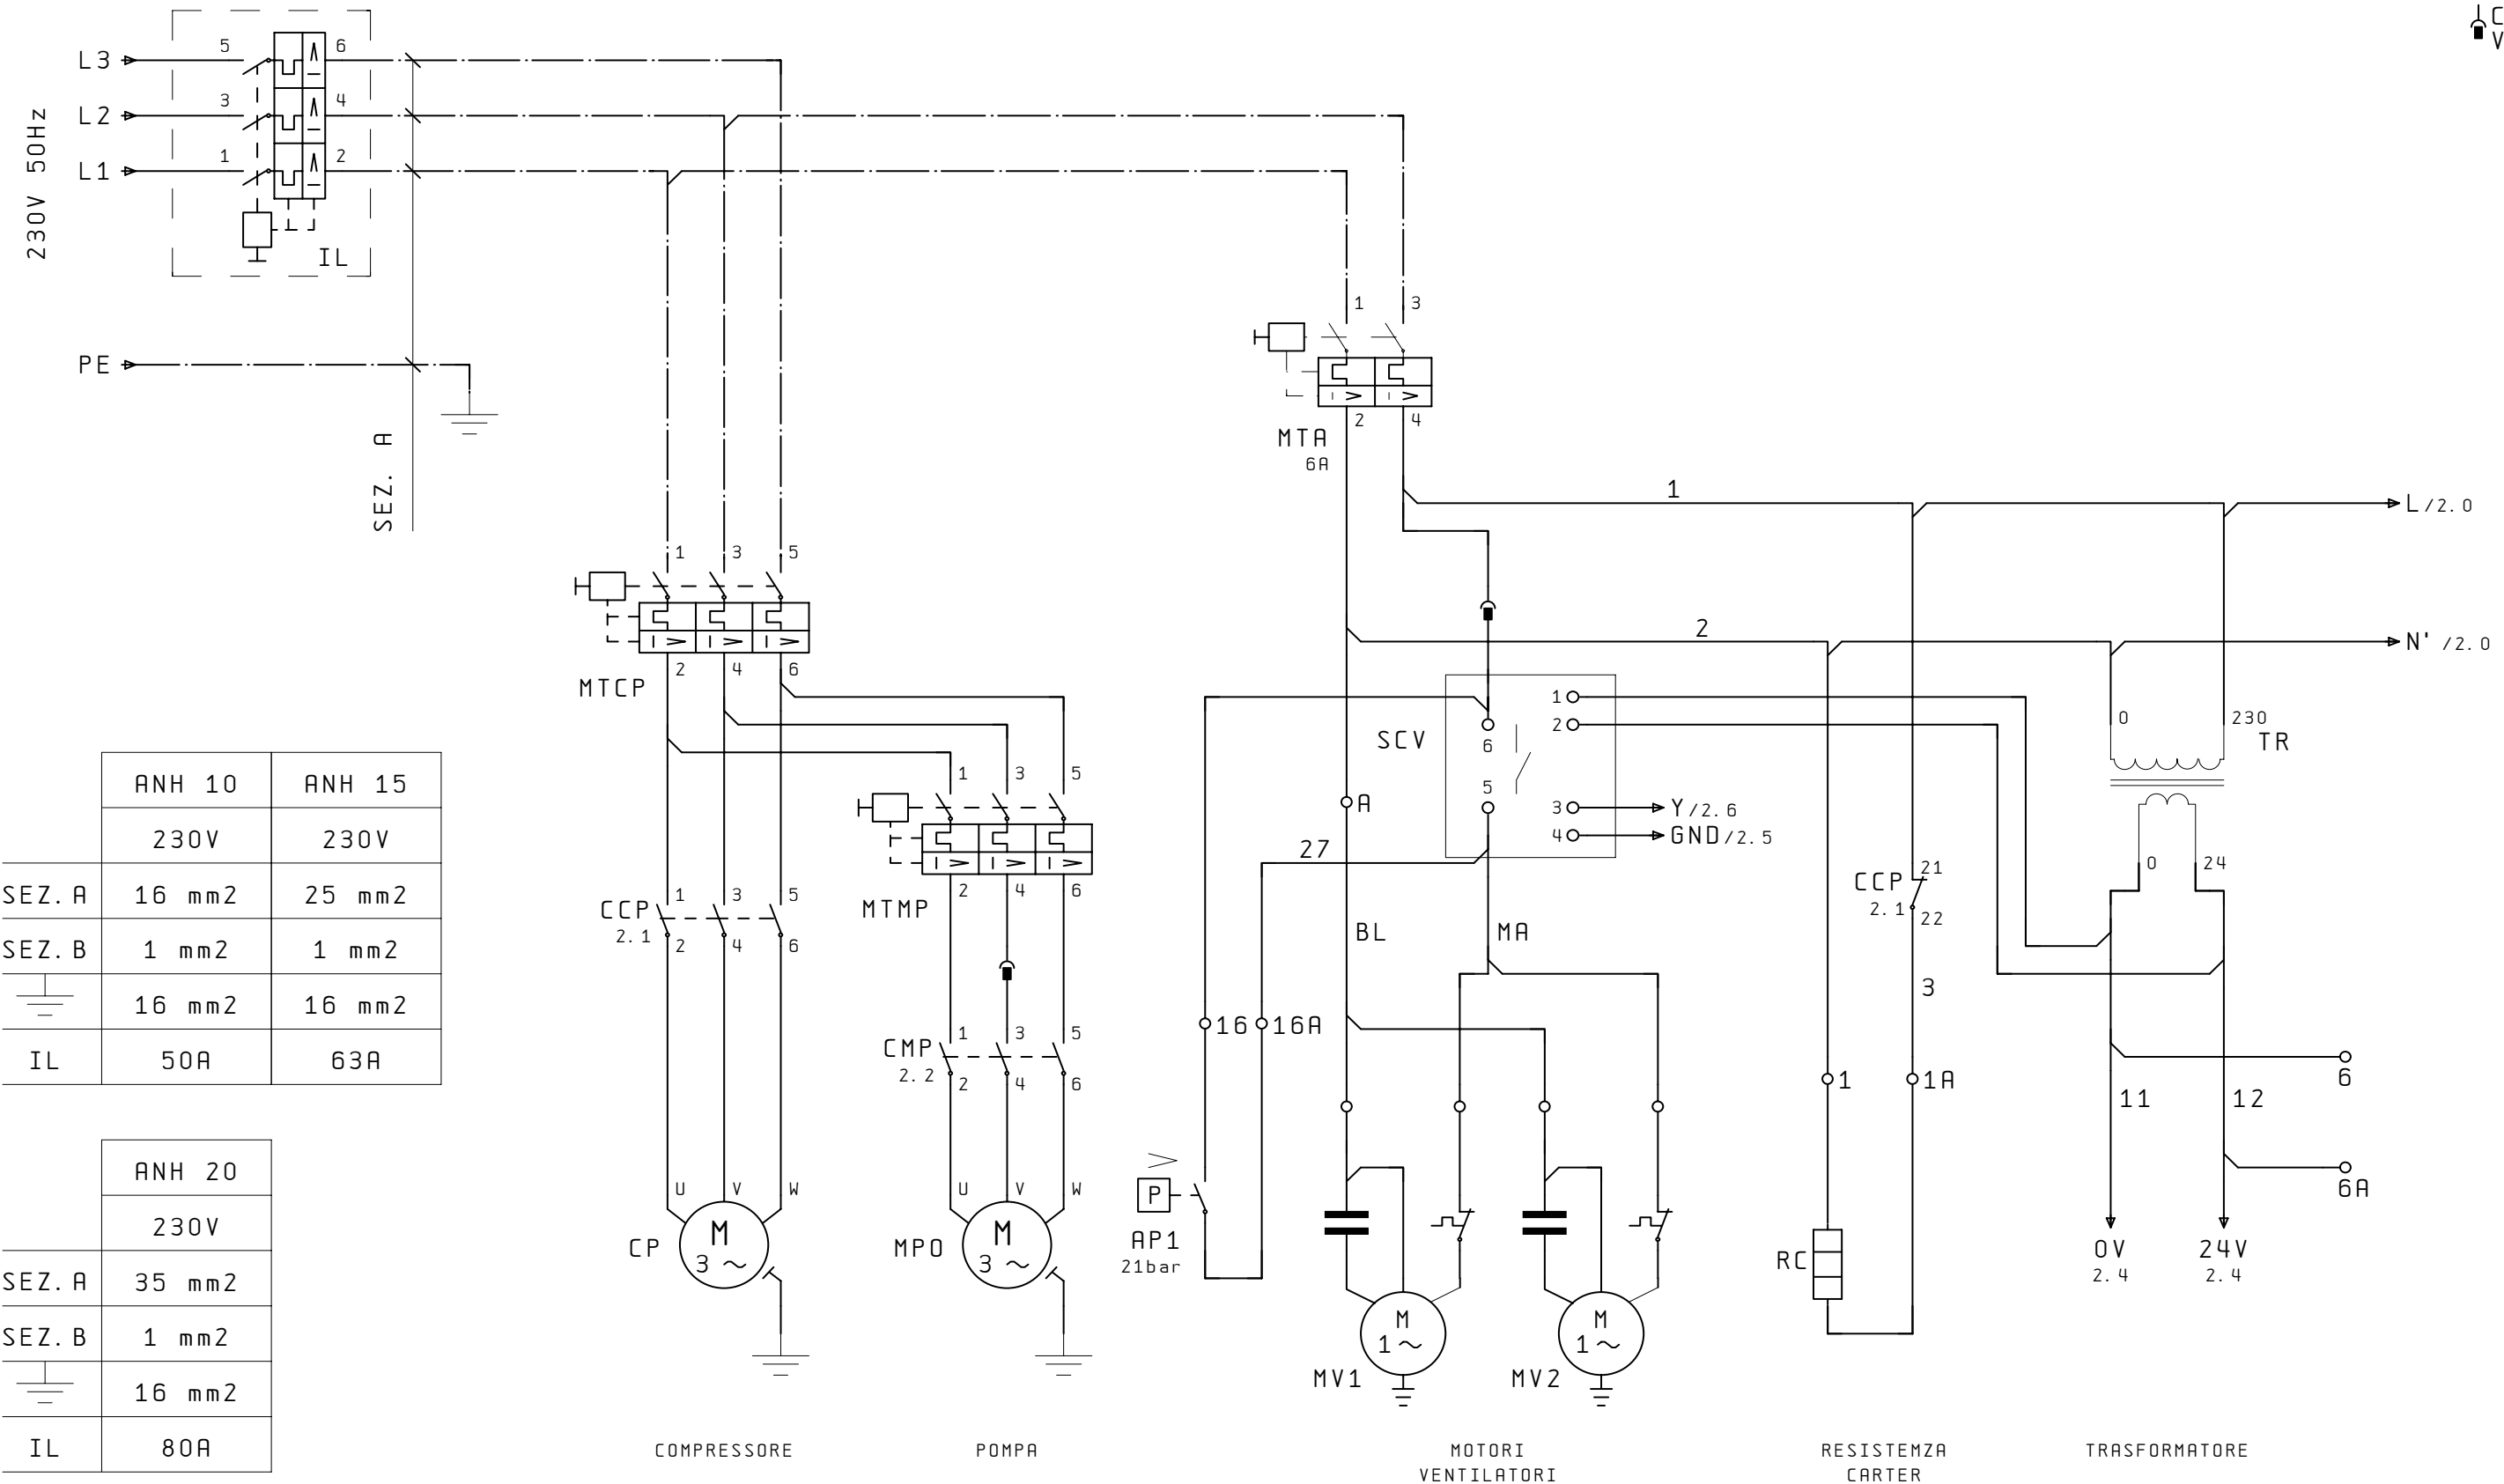 C
V
230V 50Hz
L3
5
6
L2
3
4
L1
1
2
IL
PE
SEZ. A
1
3
MTA
6A
2
4
1
L/2.0
2
N' /2.0
1
3
5
MTCP
2
4
6
SCV
6
5
1
2
3
4
Y/2.6
GND/2.5
0
230
TR
0
24
1
3
5
MTMP
2
4
6
A
27
BL
MA
CCP
2.1
21
22
3
CCP
2.1
1
3
5
2
4
6
CMP
2.2
1
3
5
2
4
6
16
16A
1
1A
6
6A
11
12
0V
2.4
24V
2.4
ANH 10 ANH 15
230V 230V
SEZ.A 16 mm2 25 mm2
SEZ.B 1 mm2 1 mm2
16 mm2 16 mm2
IL 50A 63A
ANH 20
230V
SEZ.A 35 mm2
SEZ.B 1 mm2
16 mm2
IL 80A
U
V
W
CP
M
3 ~
U
V
W
MPO
M
3 ~
>
P
AP1
21bar
M
1 ~
MV1
M
1 ~
MV2
RC
COMPRESSORE
POMPA
MOTORI
VENTILATORI
RESISTEMZA
CARTER
TRASFORMATORE